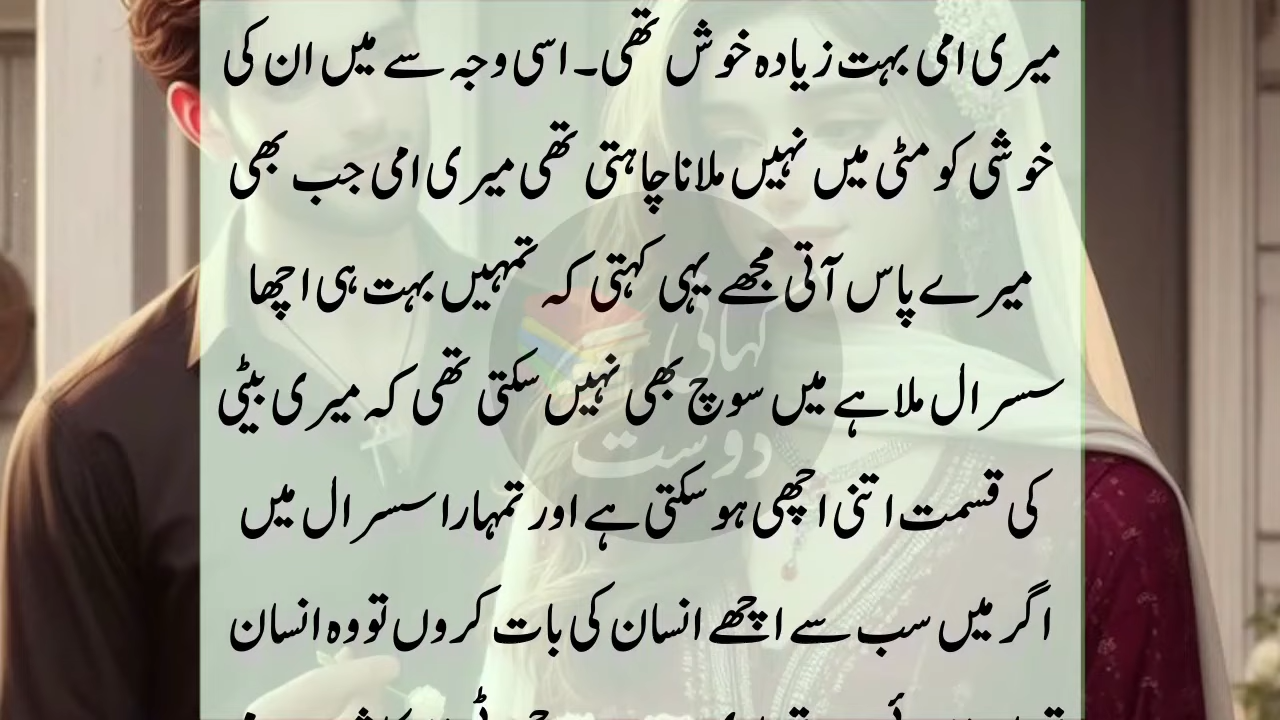 میری امی بہت زیادہ خوش تھی۔ اسی وجہ سے میں ان کی
خوشی کو مٹی میں نہیں ملانا چاہتی تھی میری امی جب بھی
میرے پاس آتی مجھے یہی کہتی کہ تمہیں بہت ہی اچھا
سسرال ملا ہے میں سوچ بھی نہیں سکتی تھی کہ میری بیٹی
کی قسمت اتنی اچھی ہو سکتی ہے اور تمہارا سسرال میں
اگر میں سب سے اچھے انسان کی بات کروں تو وہ انسان
کہانی
دوست